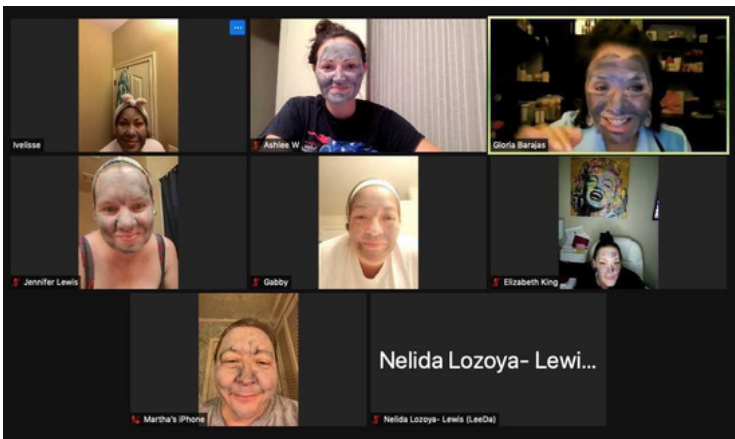 Ivelisse
Ashlee W
Gloria Barajas
Jennifer Lewis
Gabby
Elizabeth King
Nelida Lozoya- Lewi...
Martha's iPhone
Nelida Lozoya- Lewis (LeeDa)